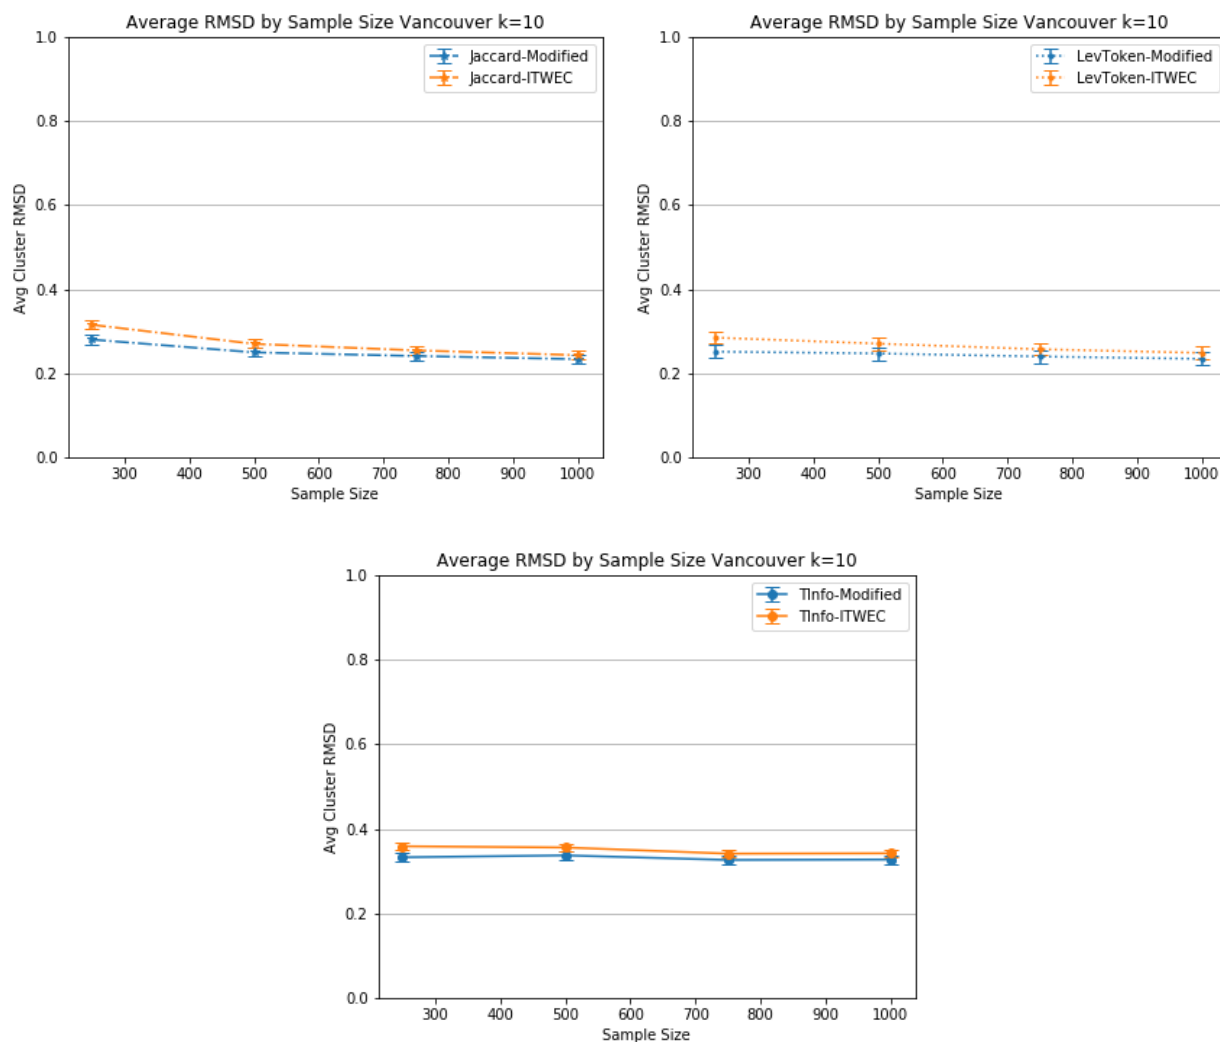 Average RMSD by Sample Size Vancouver k=10
Jaccard-Modified
Jaccard-ITWEC
Avg Cluster RMSD
1.0
0.8
0.6
0.4
0.2
0.0
300 400 500 600 700 800 900 1000
Sample Size
Average RMSD by Sample Size Vancouver k=10
LevToken-Modified
LevToken-ITWEC
Avg Cluster RMSD
1.0
0.8
0.6
0.4
0.2
0.0
300 400 500 600 700 800 900 1000
Sample Size
Average RMSD by Sample Size Vancouver k=10
TInfo-Modified
TInfo-ITWEC
Avg Cluster RMSD
1.0
0.8
0.6
0.4
0.2
0.0
300 400 500 600 700 800 900 1000
Sample Size